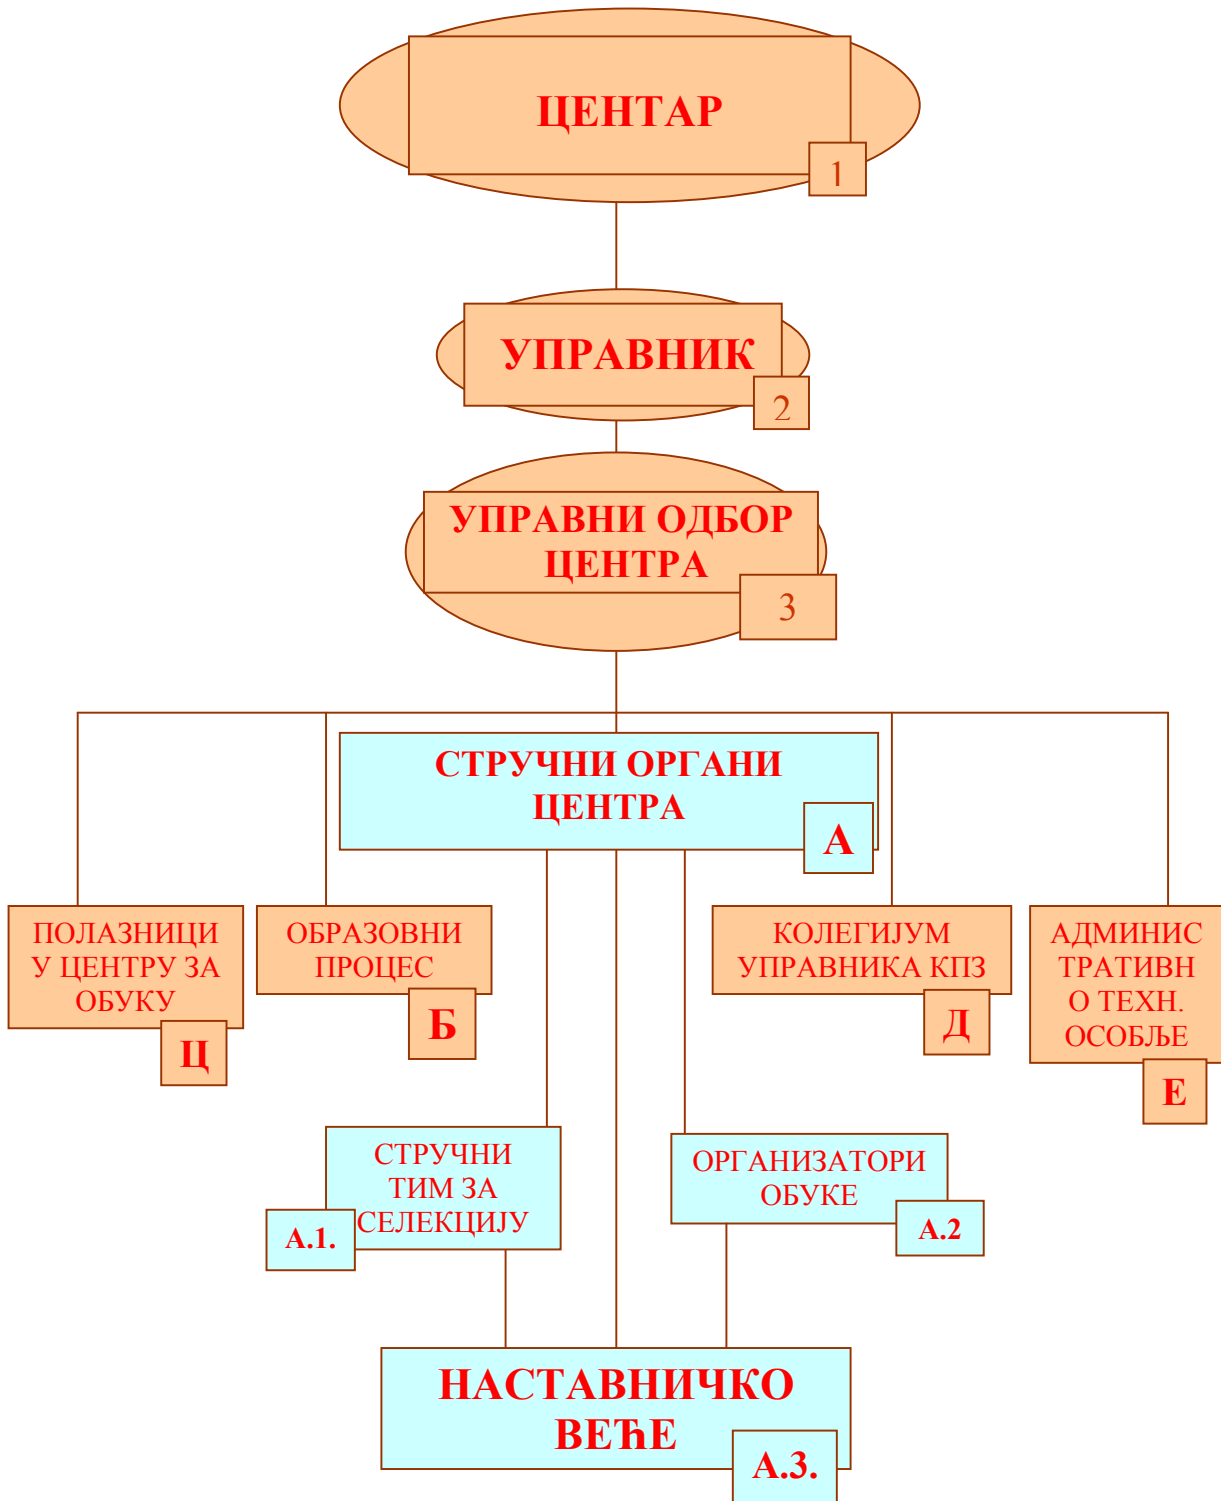 ЦЕНТАР
1
УПРАВНИК
2
УПРАВНИ ОДБОР
ЦЕНТРА
3
СТРУЧНИ ОРГАНИ
ЦЕНТРА
А
ПОЛАЗНИЦИ
У ЦЕНТРУ ЗА
ОБУКУ
Ц
ОБРАЗОВНИ
ПРОЦЕС
Б
КОЛЕГИЈУМ
УПРАВНИКА КПЗ
Д
АДМИНИС
ТРАТИВН
О ТЕХН.
ОСОБЉЕ
Е
СТРУЧНИ
ТИМ ЗА
СЕЛЕКЦИЈУ
А.1.
ОРГАНИЗАТОРИ
ОБУКЕ
А.2
НАСТАВНИЧКО
ВЕЋЕ
А.3.